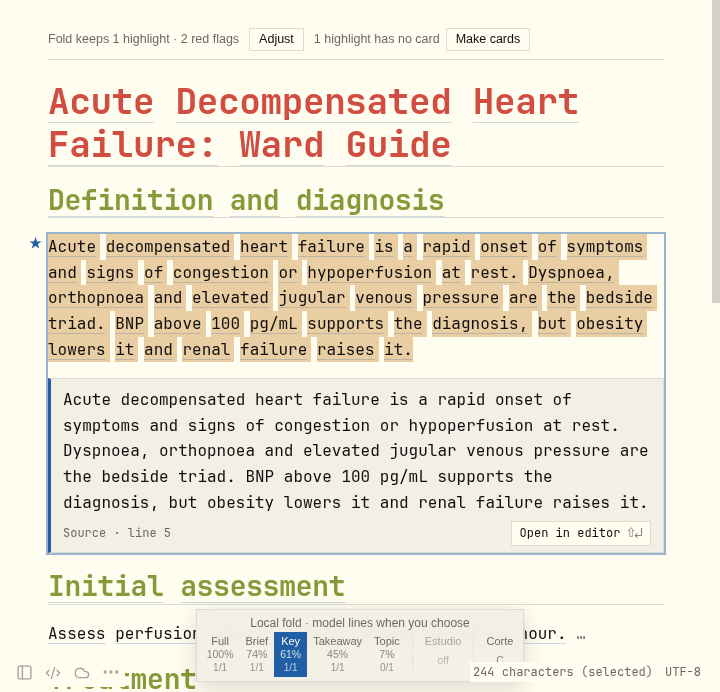 Fold keeps 1 highlight · 2 red flags Adjust 1 highlight has no card Make cards
Acute Decompensated Heart
Failure: Ward Guide
Definition and diagnosis
Acute decompensated heart failure is a rapid onset of symptoms
and signs of congestion or hypoperfusion at rest. Dyspnoea,
orthopnoea and elevated jugular venous pressure are the bedside
triad. BNP above 100 pg/mL supports the diagnosis, but obesity
lowers it and renal failure raises it.
Acute decompensated heart failure is a rapid onset of
symptoms and signs of congestion or hypoperfusion at rest.
Dyspnoea, orthopnoea and elevated jugular venous pressure are
the bedside triad. BNP above 100 pg/mL supports the
diagnosis, but obesity lowers it and renal failure raises it.
Source · line 5 Open in editor ⇧↵
Initial assessment
Assess hour. …
Local fold · model lines when you choose
Full Brief Key Takeaway Topic Estudio Corte
100% 74% 61% 45% 7% off
1/1 1/1 1/1 1/1 0/1
244 characters (selected) UTF-8